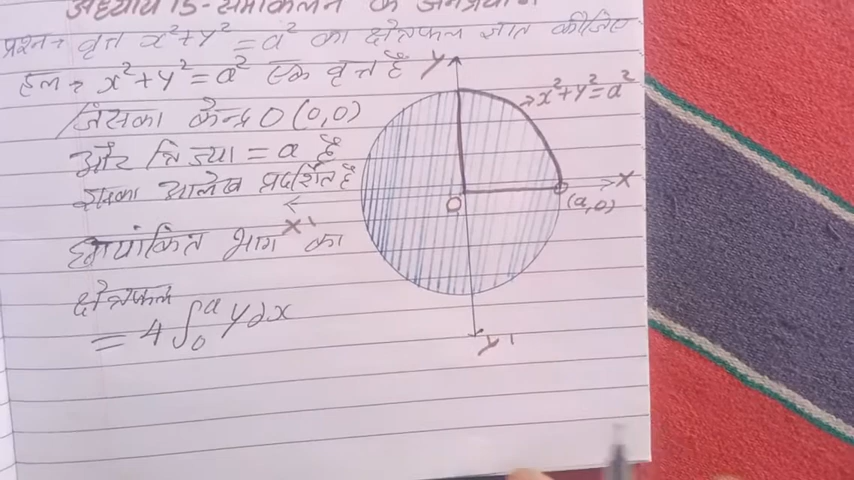 अध्याय 15-समाकलन के अनुप्रयोग
प्रश्न→ वृत्त x²+y²=a² का क्षेत्रफल ज्ञात कीजिए
हल→ x²+y²=a² एक वृत्त है
जिसका केन्द्र O(0,0)
और त्रिज्या = a है
इसका आलेख प्रदर्शित है
छायांकित भाग का
क्षेत्रफल
= 4∫₀ᵃ y dx
Y
→x²+y²=a²
X
O
(a,0)
X'
Y'